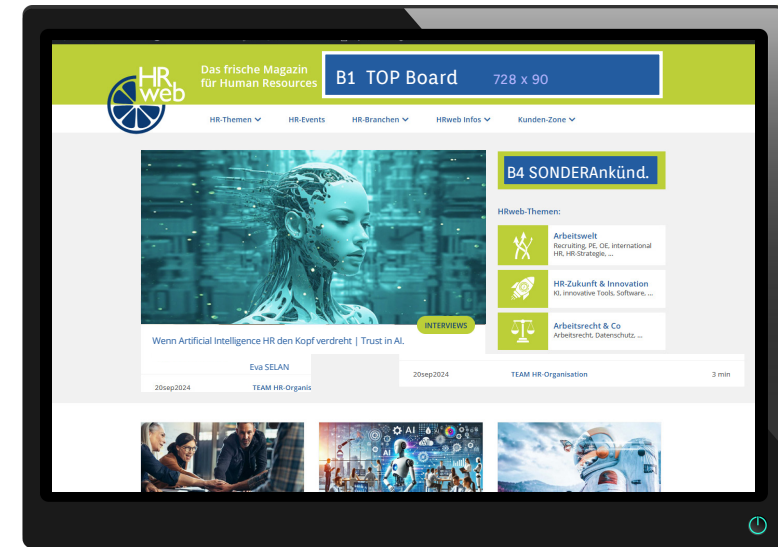 HR
web
Das frische Magazin
für Human Resources
B1 TOP Board 728 x 90
HR-Themen HR-Events HR-Branchen HRweb Infos Kunden-Zone
B4 SONDERAnkünd.
HRweb-Themen:
Arbeitswelt
Recruiting, PE, OE, international
HR, HR-Strategie, ...
HR-Zukunft & Innovation
KI, innovative Tools, Software, ...
Arbeitsrecht & Co
Arbeitsrecht, Datenschutz, ...
INTERVIEWS
Wenn Artificial Intelligence HR den Kopf verdreht | Trust in AI.
Eva SELAN
20sep2024 TEAM HR-Organis
20sep2024 TEAM HR-Organisation 3 min
AI
AI